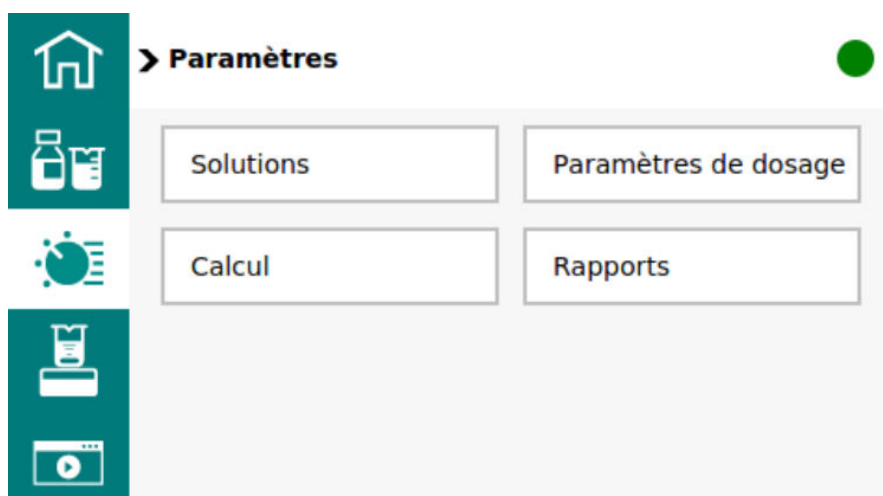 Paramètres
Solutions
Paramètres de dosage
Calcul
Rapports